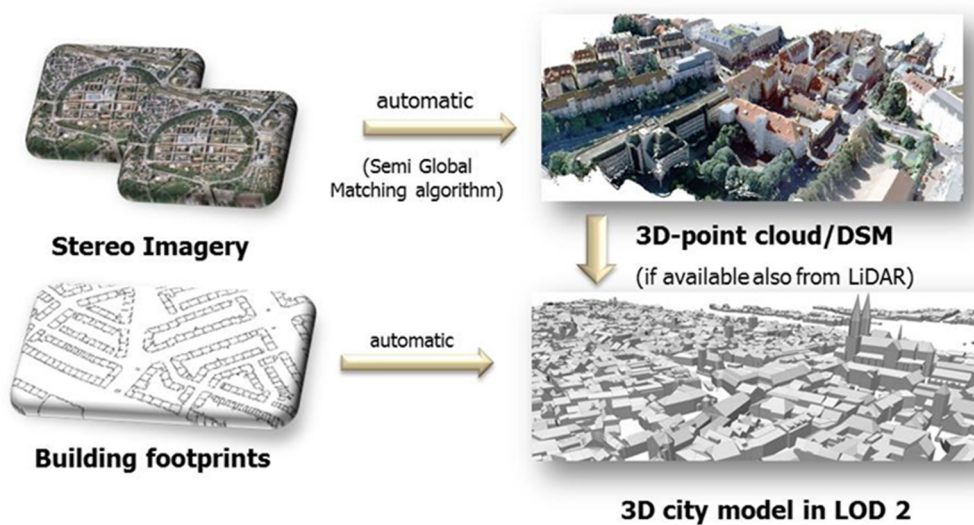 automatic
(Semi Global
Matching algorithm)
Stereo Imagery
3D-point cloud/DSM
(if available also from LiDAR)
automatic
Building footprints
3D city model in LOD 2